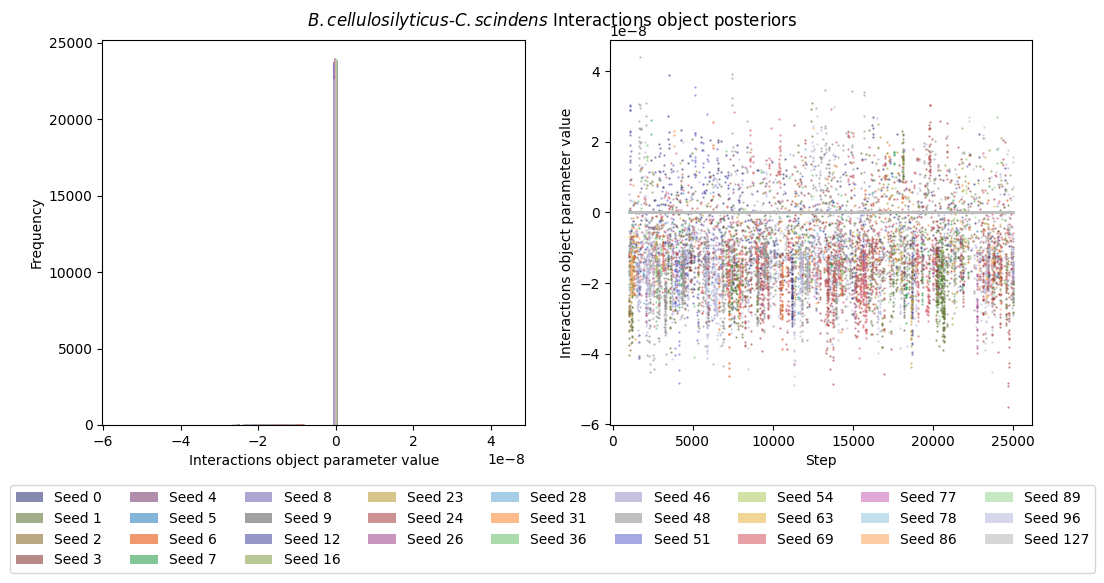 B. cellulosilyticus-C. scindens Interactions object posteriors
25000
20000
15000
10000
5000
0
Frequency
−6
−4
−2
0
2
4
1e−8
Interactions object parameter value
1e−8
4
2
0
−2
−4
−6
Interactions object parameter value
0
5000
10000
15000
20000
25000
Step
Seed 0 Seed 4 Seed 8 Seed 23 Seed 28 Seed 46 Seed 54 Seed 77 Seed 89
Seed 1 Seed 5 Seed 9 Seed 24 Seed 31 Seed 48 Seed 63 Seed 78 Seed 96
Seed 2 Seed 6 Seed 12 Seed 26 Seed 36 Seed 51 Seed 69 Seed 86 Seed 127
Seed 3 Seed 7 Seed 16